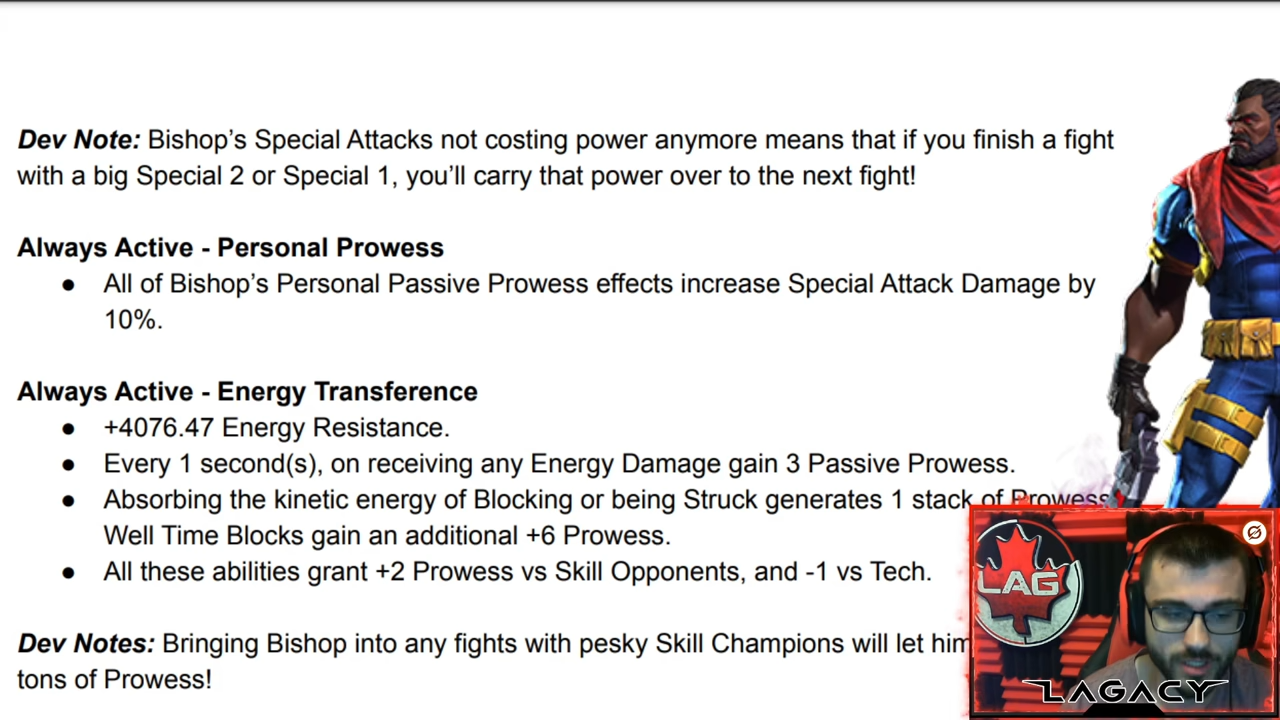 Dev Note: Bishop’s Special Attacks not costing power anymore means that if you finish a fight
with a big Special 2 or Special 1, you’ll carry that power over to the next fight!
Always Active - Personal Prowess
● All of Bishop’s Personal Passive Prowess effects increase Special Attack Damage by
10%.
Always Active - Energy Transference
● +4076.47 Energy Resistance.
● Every 1 second(s), on receiving any Energy Damage gain 3 Passive Prowess.
● Absorbing the kinetic energy of Blocking or being Struck generates 1 stack of Prowess
Well Time Blocks gain an additional +6 Prowess.
● All these abilities grant +2 Prowess vs Skill Opponents, and -1 vs Tech.
Dev Notes: Bringing Bishop into any fights with pesky Skill Champions will let him
tons of Prowess!
LAG
LAGACY